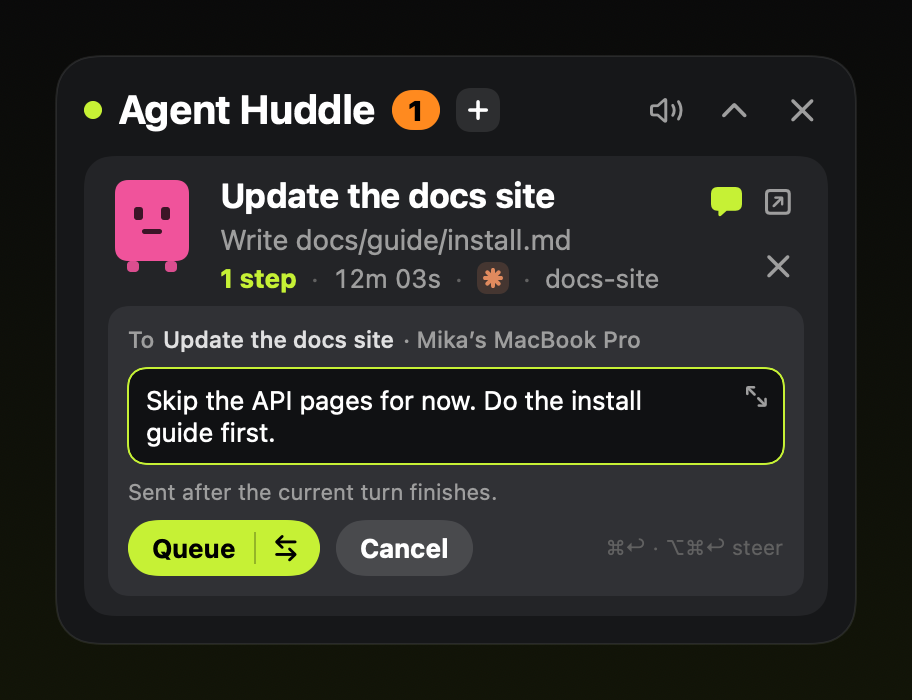 Agent Huddle 1 +
Update the docs site
Write docs/guide/install.md
1 step · 12m 03s · · docs-site
To Update the docs site · Mika’s MacBook Pro
Skip the API pages for now. Do the install
guide first.
Sent after the current turn finishes.
Queue Cancel ⌘↩ · ⌥⌘↩ steer